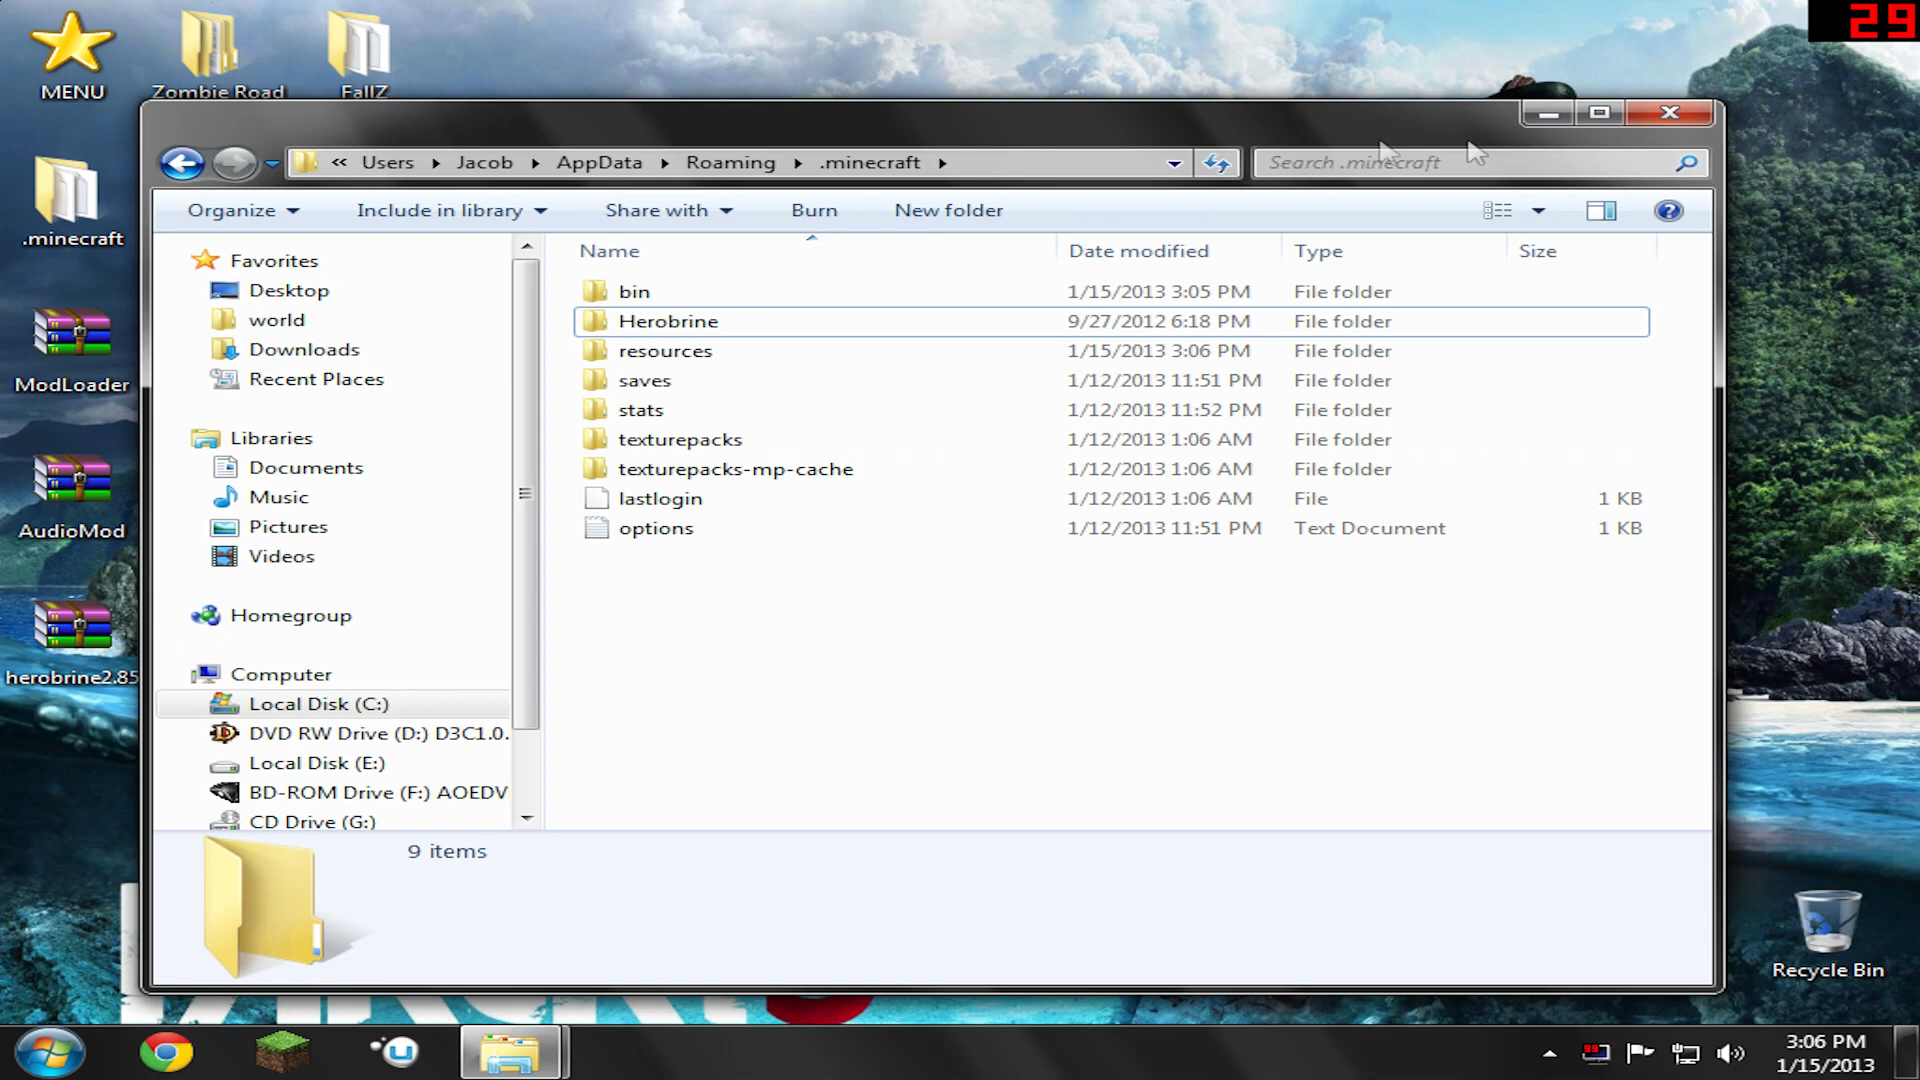 29
MENU
Zombie Road
FallZ
.minecraft
ModLoader
AudioMod
herobrine2.85
« Users Jacob AppData Roaming .minecraft
Search .minecraft
Organize Include in library Share with Burn New folder
Name Date modified Type Size
Favorites
Desktop
world
Downloads
Recent Places
Libraries
Documents
Music
Pictures
Videos
Homegroup
Computer
Local Disk (C:)
DVD RW Drive (D:) D3C1.0.
Local Disk (E:)
BD-ROM Drive (F:) AOEDV
CD Drive (G:)
bin 1/15/2013 3:05 PM File folder
Herobrine 9/27/2012 6:18 PM File folder
resources 1/15/2013 3:06 PM File folder
saves 1/12/2013 11:51 PM File folder
stats 1/12/2013 11:52 PM File folder
texturepacks 1/12/2013 1:06 AM File folder
texturepacks-mp-cache 1/12/2013 1:06 AM File folder
lastlogin 1/12/2013 1:06 AM File 1 KB
options 1/12/2013 11:51 PM Text Document 1 KB
9 items
Recycle Bin
3:06 PM
1/15/2013